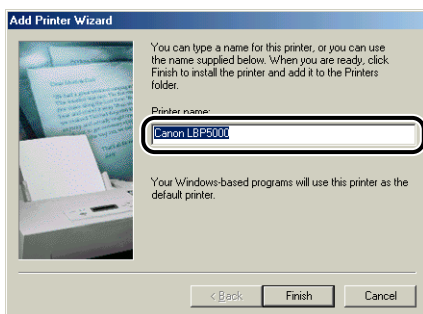 Add Printer Wizard
You can type a name for this printer, or you can use
the name supplied below. When you are ready, click
Finish to install the printer and add it to the Printers
folder.
Printer name:
Canon LBP5000
Your Windows-based programs will use this printer as the
default printer.
< Back
Finish
Cancel